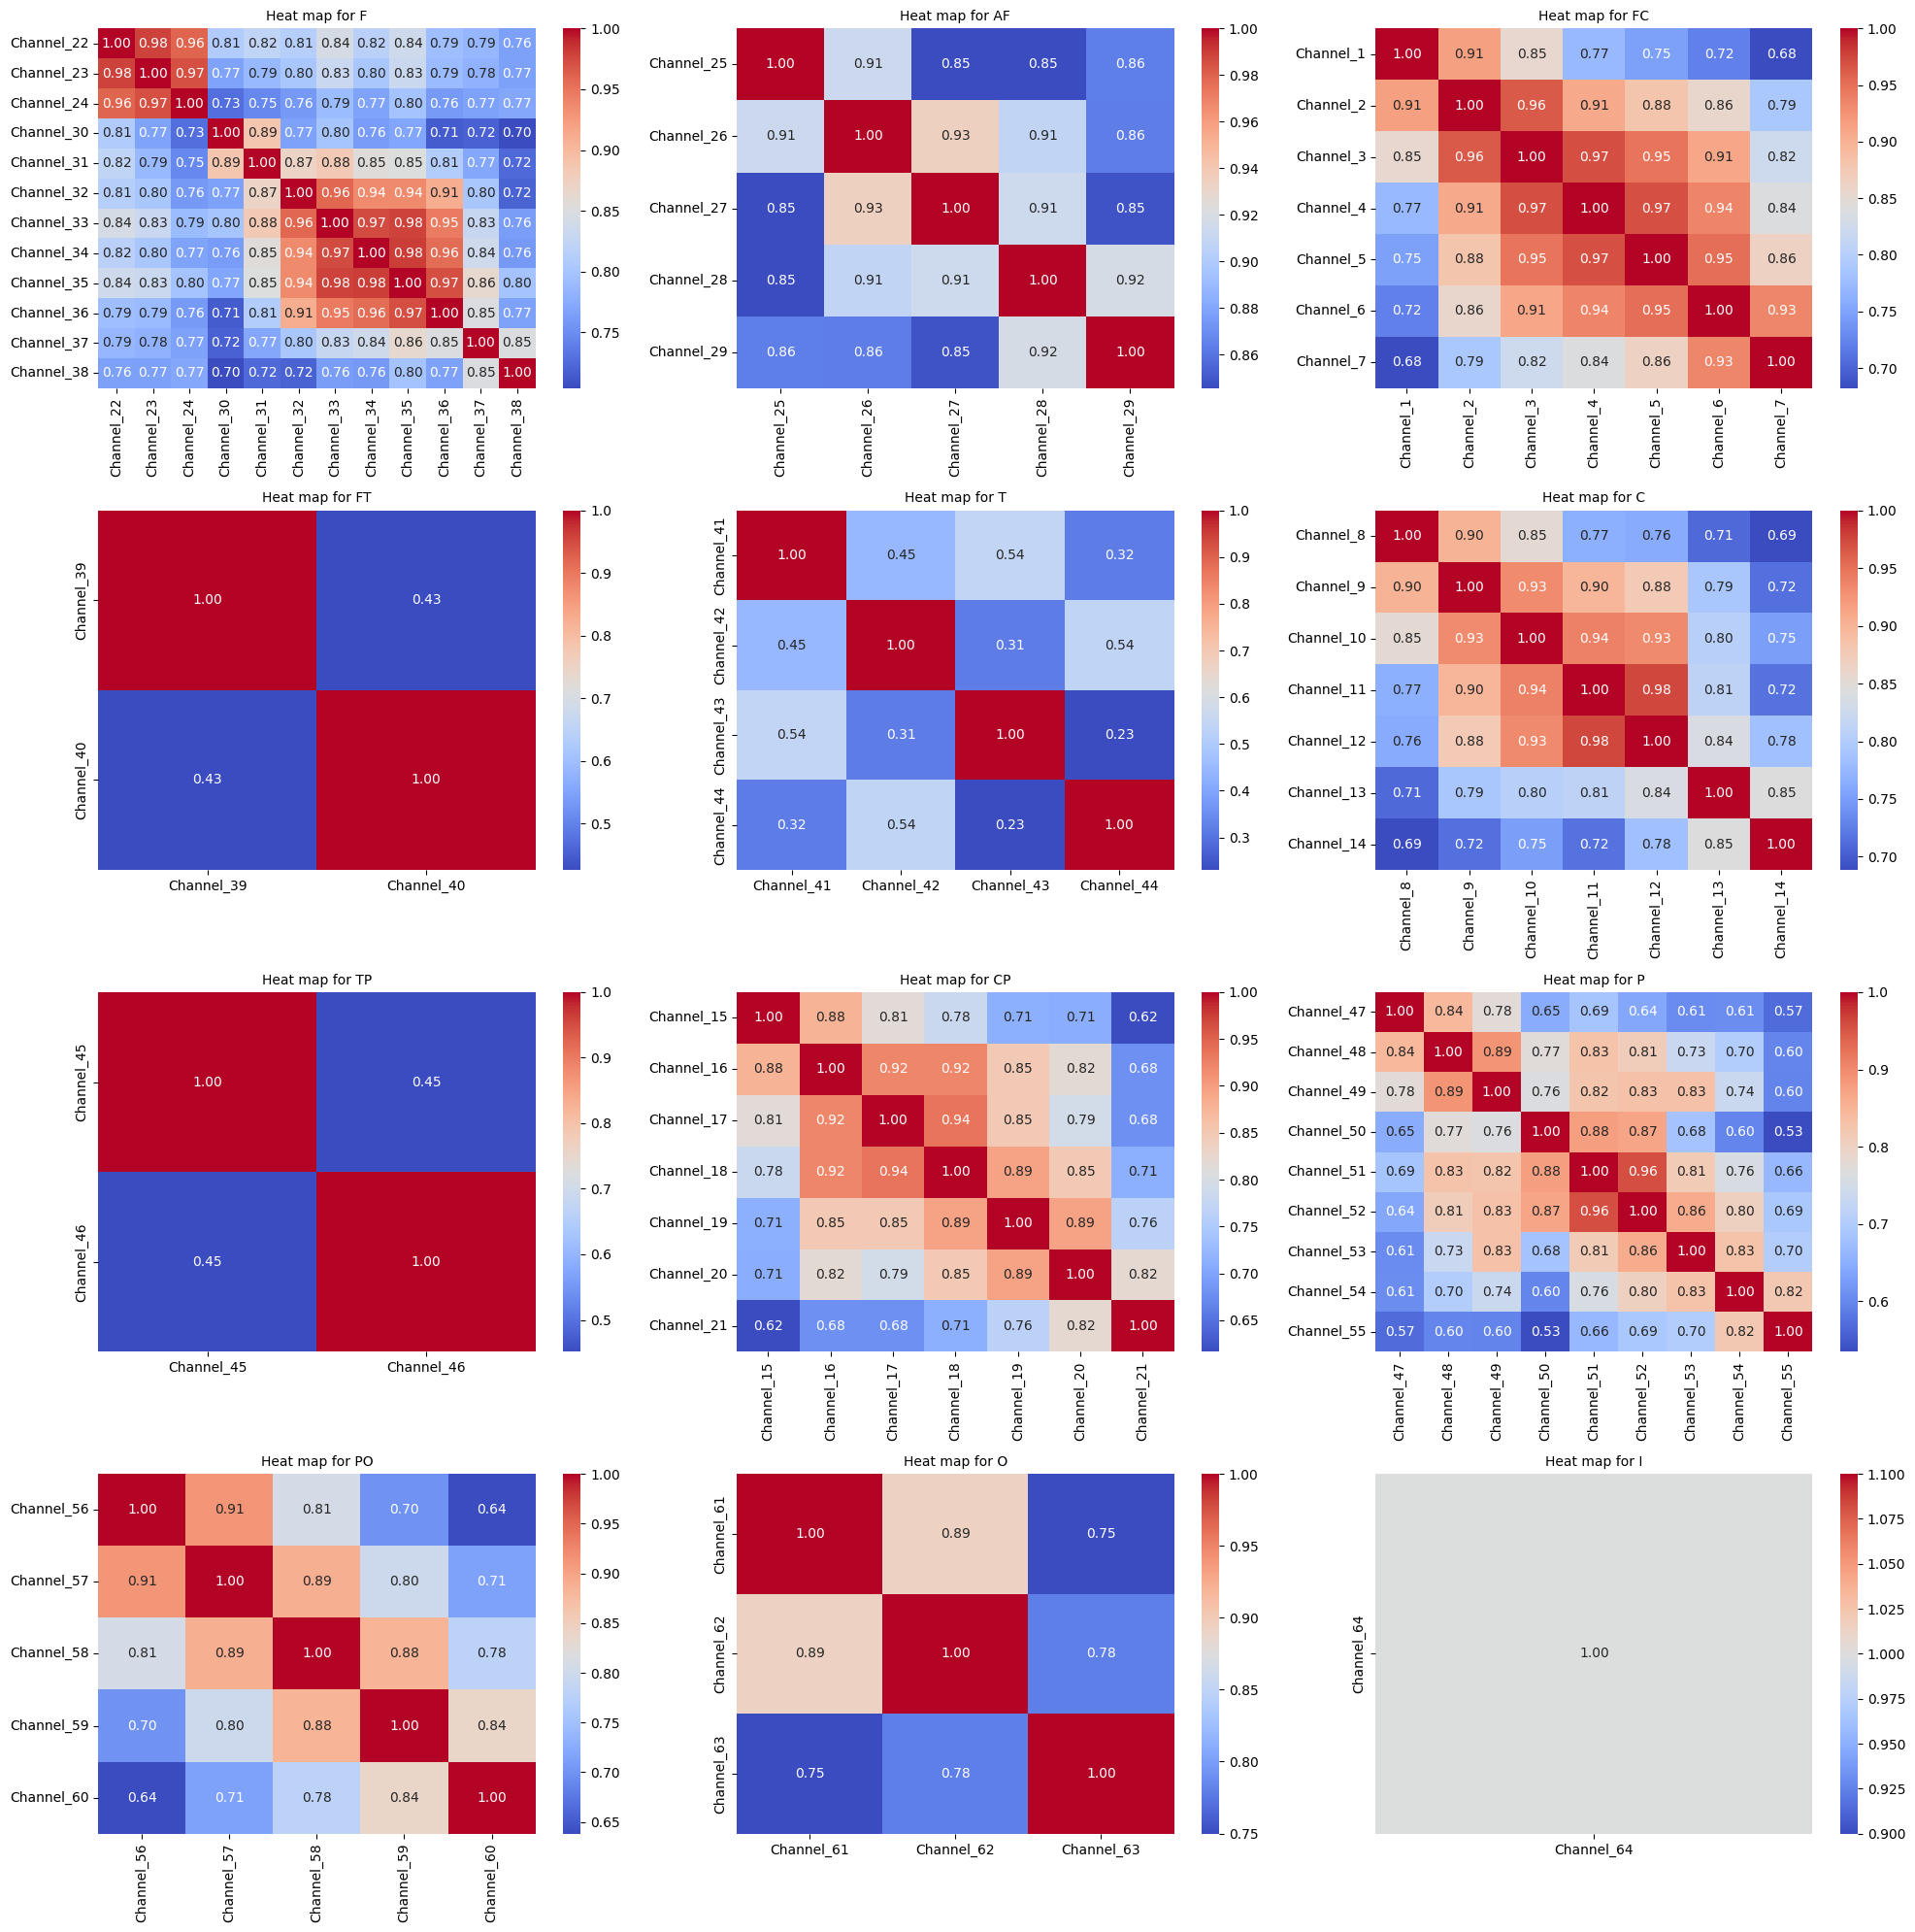 Heat map for F
Channel_22 1.00 0.98 0.96 0.81 0.82 0.81 0.84 0.82 0.84 0.79 0.79 0.76
Channel_23 0.98 1.00 0.97 0.77 0.79 0.80 0.83 0.80 0.83 0.79 0.78 0.77
Channel_24 0.96 0.97 1.00 0.73 0.75 0.76 0.79 0.77 0.80 0.76 0.77 0.77
Channel_30 0.81 0.77 0.73 1.00 0.89 0.77 0.80 0.76 0.77 0.71 0.72 0.70
Channel_31 0.82 0.79 0.75 0.89 1.00 0.87 0.88 0.85 0.85 0.81 0.77 0.72
Channel_32 0.81 0.80 0.76 0.77 0.87 1.00 0.96 0.94 0.94 0.91 0.80 0.72
Channel_33 0.84 0.83 0.79 0.80 0.88 0.96 1.00 0.97 0.98 0.95 0.83 0.76
Channel_34 0.82 0.80 0.77 0.76 0.85 0.94 0.97 1.00 0.98 0.96 0.84 0.76
Channel_35 0.84 0.83 0.80 0.77 0.85 0.94 0.98 0.98 1.00 0.97 0.86 0.80
Channel_36 0.79 0.79 0.76 0.71 0.81 0.91 0.95 0.96 0.97 1.00 0.85 0.77
Channel_37 0.79 0.78 0.77 0.72 0.77 0.80 0.83 0.84 0.86 0.85 1.00 0.85
Channel_38 0.76 0.77 0.77 0.70 0.72 0.72 0.76 0.76 0.80 0.77 0.85 1.00
Channel_22 Channel_23 Channel_24 Channel_30 Channel_31 Channel_32 Channel_33 Channel_34 Channel_35 Channel_36 Channel_37 Channel_38
1.00
0.95
0.90
0.85
0.80
0.75
Heat map for AF
Channel_25 1.00 0.91 0.85 0.85 0.86
Channel_26 0.91 1.00 0.93 0.91 0.86
Channel_27 0.85 0.93 1.00 0.91 0.85
Channel_28 0.85 0.91 0.91 1.00 0.92
Channel_29 0.86 0.86 0.85 0.92 1.00
Channel_25 Channel_26 Channel_27 Channel_28 Channel_29
1.00
0.98
0.96
0.94
0.92
0.90
0.88
0.86
Heat map for FC
Channel_1 1.00 0.91 0.85 0.77 0.75 0.72 0.68
Channel_2 0.91 1.00 0.96 0.91 0.88 0.86 0.79
Channel_3 0.85 0.96 1.00 0.97 0.95 0.91 0.82
Channel_4 0.77 0.91 0.97 1.00 0.97 0.94 0.84
Channel_5 0.75 0.88 0.95 0.97 1.00 0.95 0.86
Channel_6 0.72 0.86 0.91 0.94 0.95 1.00 0.93
Channel_7 0.68 0.79 0.82 0.84 0.86 0.93 1.00
Channel_1 Channel_2 Channel_3 Channel_4 Channel_5 Channel_6 Channel_7
1.00
0.95
0.90
0.85
0.80
0.75
0.70
Heat map for FT
Channel_39 1.00 0.43
Channel_40 0.43 1.00
Channel_39 Channel_40
1.0
0.9
0.8
0.7
0.6
0.5
Heat map for T
Channel_41 1.00 0.45 0.54 0.32
Channel_42 0.45 1.00 0.31 0.54
Channel_43 0.54 0.31 1.00 0.23
Channel_44 0.32 0.54 0.23 1.00
Channel_41 Channel_42 Channel_43 Channel_44
1.0
0.9
0.8
0.7
0.6
0.5
0.4
0.3
Heat map for C
Channel_8 1.00 0.90 0.85 0.77 0.76 0.71 0.69
Channel_9 0.90 1.00 0.93 0.90 0.88 0.79 0.72
Channel_10 0.85 0.93 1.00 0.94 0.93 0.80 0.75
Channel_11 0.77 0.90 0.94 1.00 0.98 0.81 0.72
Channel_12 0.76 0.88 0.93 0.98 1.00 0.84 0.78
Channel_13 0.71 0.79 0.80 0.81 0.84 1.00 0.85
Channel_14 0.69 0.72 0.75 0.72 0.78 0.85 1.00
Channel_8 Channel_9 Channel_10 Channel_11 Channel_12 Channel_13 Channel_14
1.00
0.95
0.90
0.85
0.80
0.75
0.70
Heat map for TP
Channel_45 1.00 0.45
Channel_46 0.45 1.00
Channel_45 Channel_46
1.0
0.9
0.8
0.7
0.6
0.5
Heat map for CP
Channel_15 1.00 0.88 0.81 0.78 0.71 0.71 0.62
Channel_16 0.88 1.00 0.92 0.92 0.85 0.82 0.68
Channel_17 0.81 0.92 1.00 0.94 0.85 0.79 0.68
Channel_18 0.78 0.92 0.94 1.00 0.89 0.85 0.71
Channel_19 0.71 0.85 0.85 0.89 1.00 0.89 0.76
Channel_20 0.71 0.82 0.79 0.85 0.89 1.00 0.82
Channel_21 0.62 0.68 0.68 0.71 0.76 0.82 1.00
Channel_15 Channel_16 Channel_17 Channel_18 Channel_19 Channel_20 Channel_21
1.00
0.95
0.90
0.85
0.80
0.75
0.70
0.65
Heat map for P
Channel_47 1.00 0.84 0.78 0.65 0.69 0.64 0.61 0.61 0.57
Channel_48 0.84 1.00 0.89 0.77 0.83 0.81 0.73 0.70 0.60
Channel_49 0.78 0.89 1.00 0.76 0.82 0.83 0.83 0.74 0.60
Channel_50 0.65 0.77 0.76 1.00 0.88 0.87 0.68 0.60 0.53
Channel_51 0.69 0.83 0.82 0.88 1.00 0.96 0.81 0.76 0.66
Channel_52 0.64 0.81 0.83 0.87 0.96 1.00 0.86 0.80 0.69
Channel_53 0.61 0.73 0.83 0.68 0.81 0.86 1.00 0.83 0.70
Channel_54 0.61 0.70 0.74 0.60 0.76 0.80 0.83 1.00 0.82
Channel_55 0.57 0.60 0.60 0.53 0.66 0.69 0.70 0.82 1.00
Channel_47 Channel_48 Channel_49 Channel_50 Channel_51 Channel_52 Channel_53 Channel_54 Channel_55
1.0
0.9
0.8
0.7
0.6
Heat map for PO
Channel_56 1.00 0.91 0.81 0.70 0.64
Channel_57 0.91 1.00 0.89 0.80 0.71
Channel_58 0.81 0.89 1.00 0.88 0.78
Channel_59 0.70 0.80 0.88 1.00 0.84
Channel_60 0.64 0.71 0.78 0.84 1.00
Channel_56 Channel_57 Channel_58 Channel_59 Channel_60
1.00
0.95
0.90
0.85
0.80
0.75
0.70
0.65
Heat map for O
Channel_61 1.00 0.89 0.75
Channel_62 0.89 1.00 0.78
Channel_63 0.75 0.78 1.00
Channel_61 Channel_62 Channel_63
1.00
0.95
0.90
0.85
0.80
0.75
Heat map for I
Channel_64 1.00
Channel_64
1.100
1.075
1.050
1.025
1.000
0.975
0.950
0.925
0.900